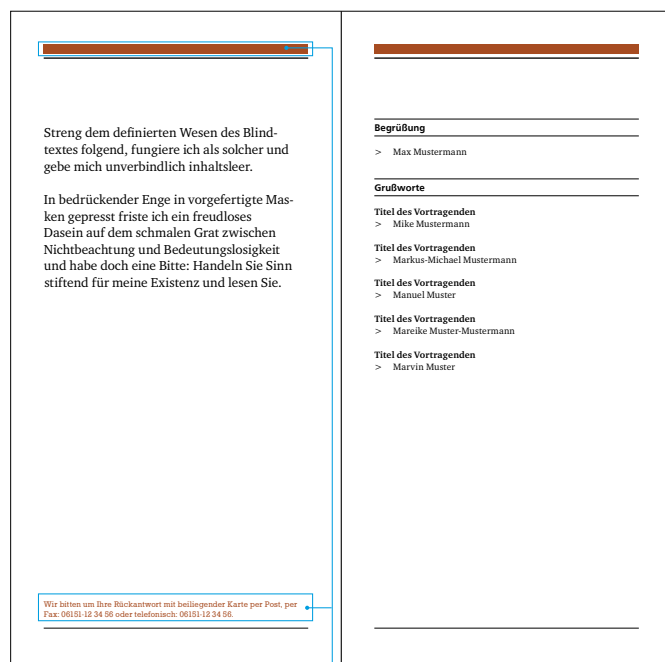 Streng dem definierten Wesen des Blind-
textes folgend, fungiere ich als solcher und
gebe mich unverbindlich inhaltsleer.
In bedrückender Enge in vorgefertigte Mas-
ken gepresst friste ich ein freudloses
Dasein auf dem schmalen Grat zwischen
Nichtbeachtung und Bedeutungslosigkeit
und habe doch eine Bitte: Handeln Sie Sinn
stiftend für meine Existenz und lesen Sie.
Wir bitten um Ihre Rückantwort mit beiliegender Karte per Post, per
Fax: 06151-12 34 56 oder telefonisch: 06151-12 34 56.
Begrüßung
> Max Mustermann
Grußworte
Titel des Vortragenden
> Mike Mustermann
Titel des Vortragenden
> Markus-Michael Mustermann
Titel des Vortragenden
> Manuel Muster
Titel des Vortragenden
> Mareike Muster-Mustermann
Titel des Vortragenden
> Marvin Muster